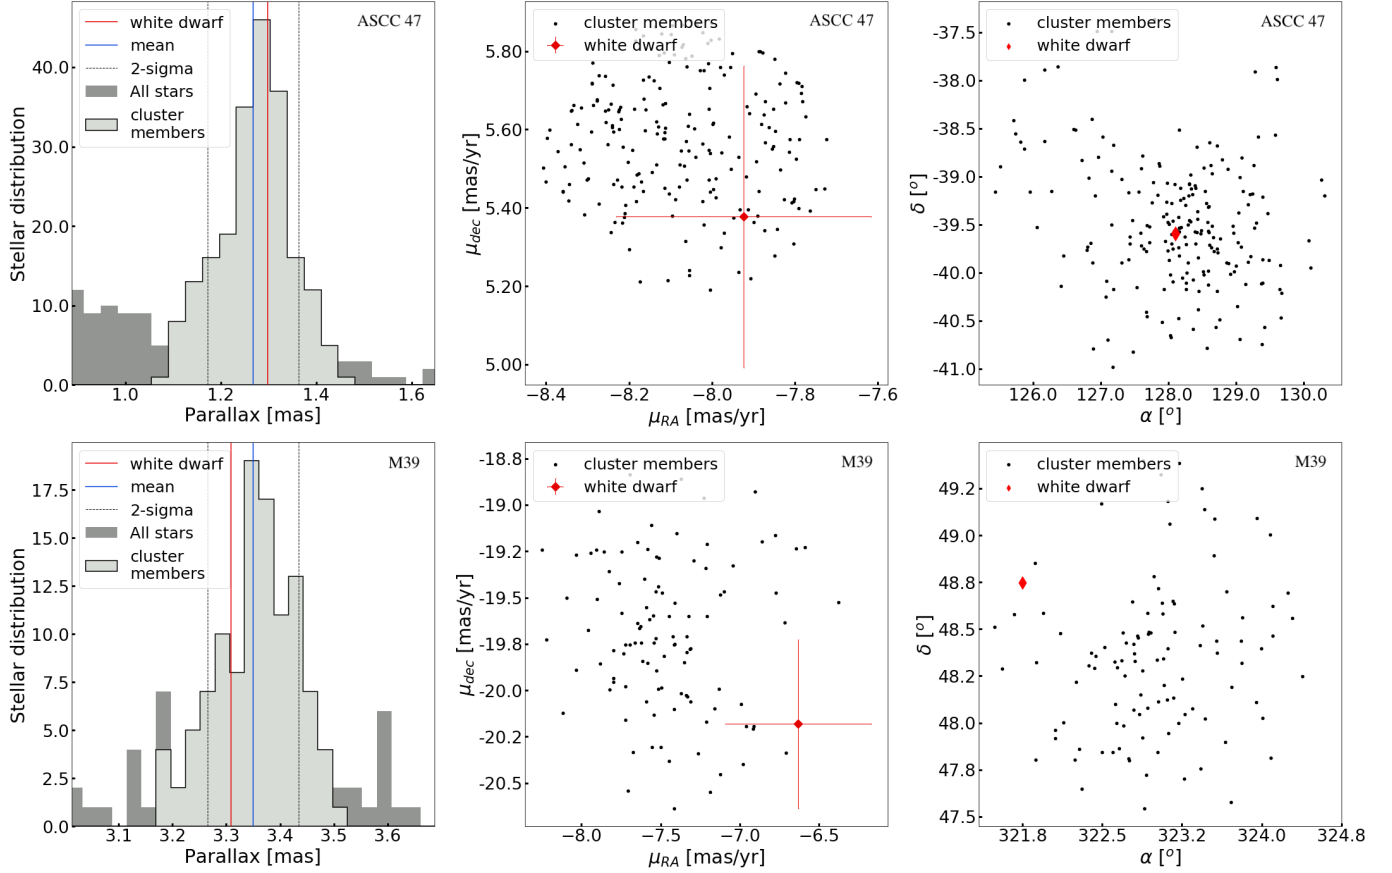 ASCC 47
white dwarf
mean
2-sigma
All stars
cluster
members
Stellar distribution
40.0
30.0
20.0
10.0
0.0
1.0
1.2
1.4
1.6
Parallax [mas]
ASCC 47
cluster members
white dwarf
μdec [mas/yr]
5.80
5.60
5.40
5.20
5.00
−8.4
−8.2
−8.0
−7.8
−7.6
μRA [mas/yr]
ASCC 47
cluster members
white dwarf
δ [o]
-37.5
-38.0
-38.5
-39.0
-39.5
-40.0
-40.5
-41.0
126.0
127.0
128.0
129.0
130.0
α [o]
M39
white dwarf
mean
2-sigma
All stars
cluster
members
Stellar distribution
17.5
15.0
12.5
10.0
7.5
5.0
2.5
0.0
3.1
3.2
3.3
3.4
3.5
3.6
Parallax [mas]
M39
cluster members
white dwarf
μdec [mas/yr]
-18.8
-19.0
-19.2
-19.5
-19.8
-20.0
-20.2
-20.5
−8.0
−7.5
−7.0
−6.5
μRA [mas/yr]
M39
cluster members
white dwarf
δ [o]
49.2
49.0
48.8
48.5
48.2
48.0
47.8
47.5
321.8
322.5
323.2
324.0
324.8
α [o]